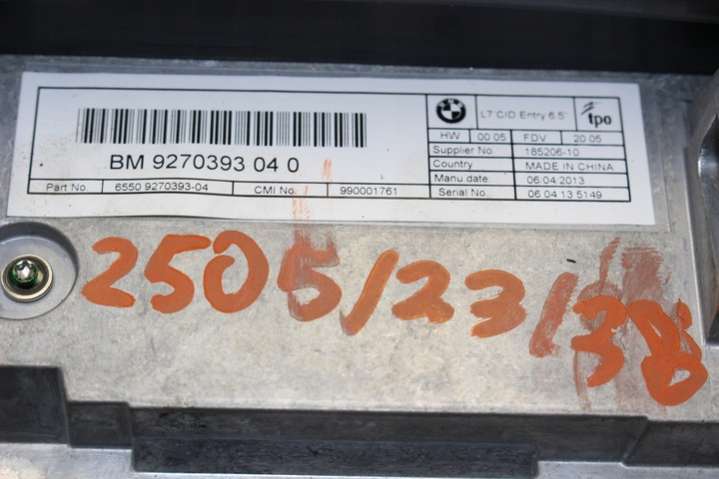 BMW
L7 CID Entry 6.5"
tpo
HW 00 05 FDV 20 05
BM 9270393 04 0
Supplier No. 185206-10
Country MADE IN CHINA
Manu date 06.04.2013
Part No. 6550 9270393-04 CMI No. 990001761
Serial No. 06 04 13 5149
2505/23/38